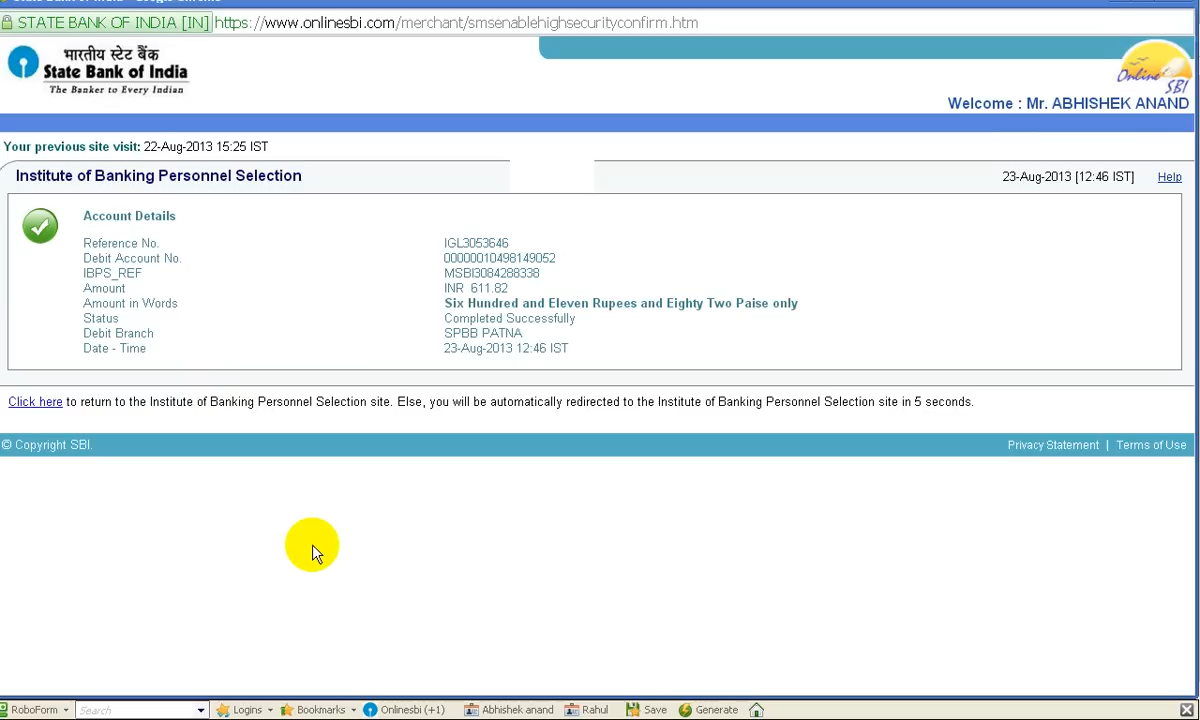 STATE BANK OF INDIA [IN] https://www.onlinesbi.com/merchant/smsenablehighsecurityconfirm.htm
भारतीय स्टेट बैंक
State Bank of India
The Banker to Every Indian
Online SBI
Welcome : Mr. ABHISHEK ANAND
Your previous site visit: 22-Aug-2013 15:25 IST
Institute of Banking Personnel Selection 23-Aug-2013 [12:46 IST] Help
Account Details
Reference No. IGL3053646
Debit Account No. 00000010498149052
IBPS_REF MSBI3084288338
Amount INR 611.82
Amount in Words Six Hundred and Eleven Rupees and Eighty Two Paise only
Status Completed Successfully
Debit Branch SPBB PATNA
Date - Time 23-Aug-2013 12:46 IST
Click here to return to the Institute of Banking Personnel Selection site. Else, you will be automatically redirected to the Institute of Banking Personnel Selection site in 5 seconds.
© Copyright SBI. Privacy Statement | Terms of Use
RoboForm Search Logins Bookmarks Onlinesbi (+1) Abhishek anand Rahul Save Generate